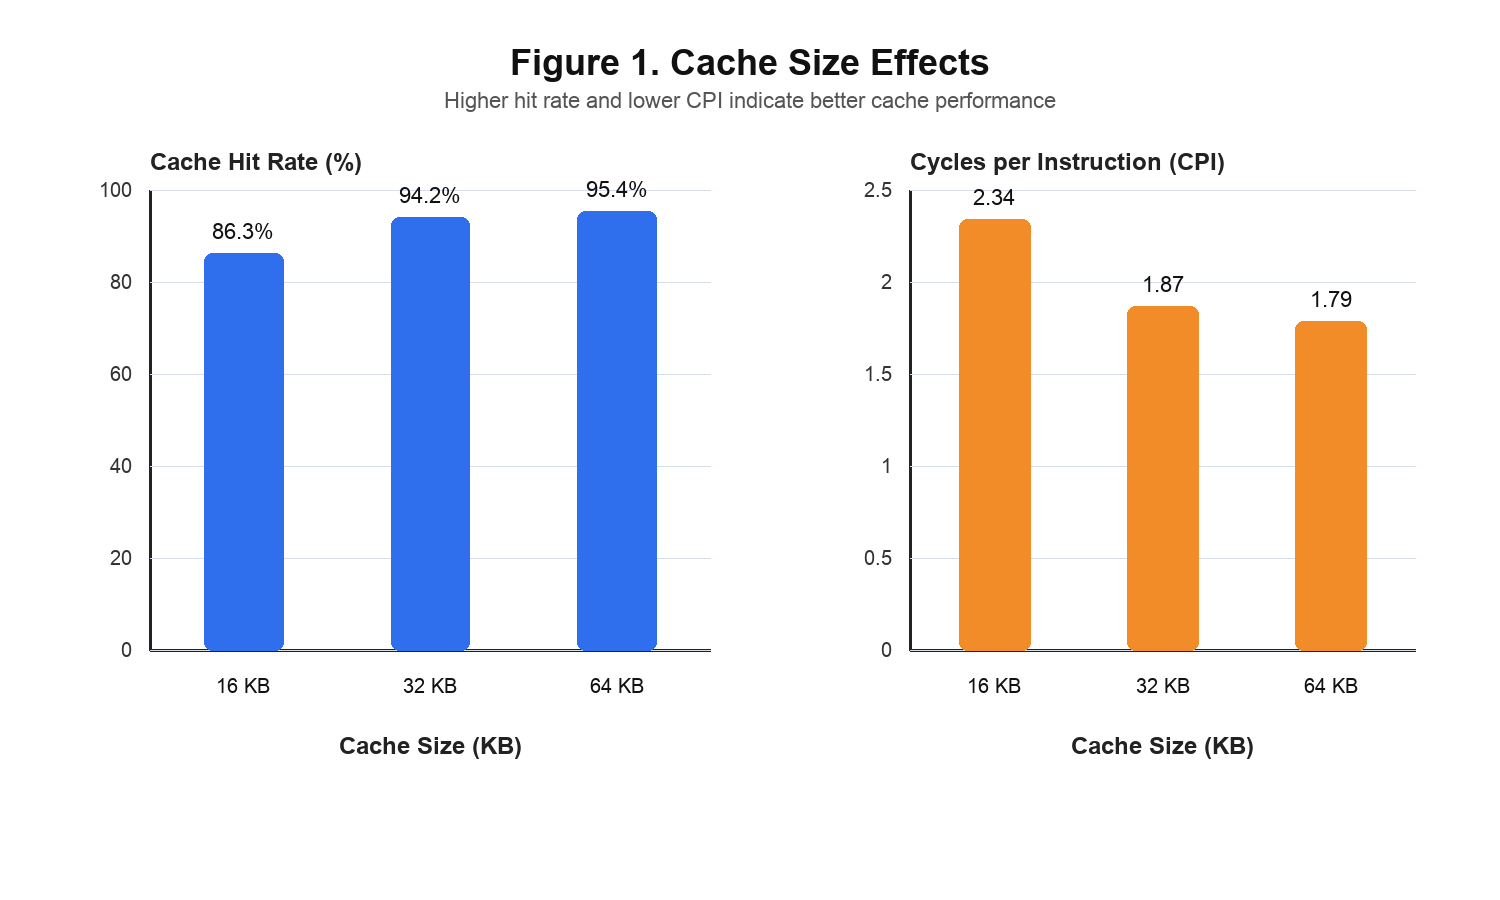 Figure 1. Cache Size Effects
Higher hit rate and lower CPI indicate better cache performance
Cache Hit Rate (%)
100
80
60
40
20
0
86.3%
94.2%
95.4%
16 KB
32 KB
64 KB
Cache Size (KB)
Cycles per Instruction (CPI)
2.5
2
1.5
1
0.5
0
2.34
1.87
1.79
16 KB
32 KB
64 KB
Cache Size (KB)